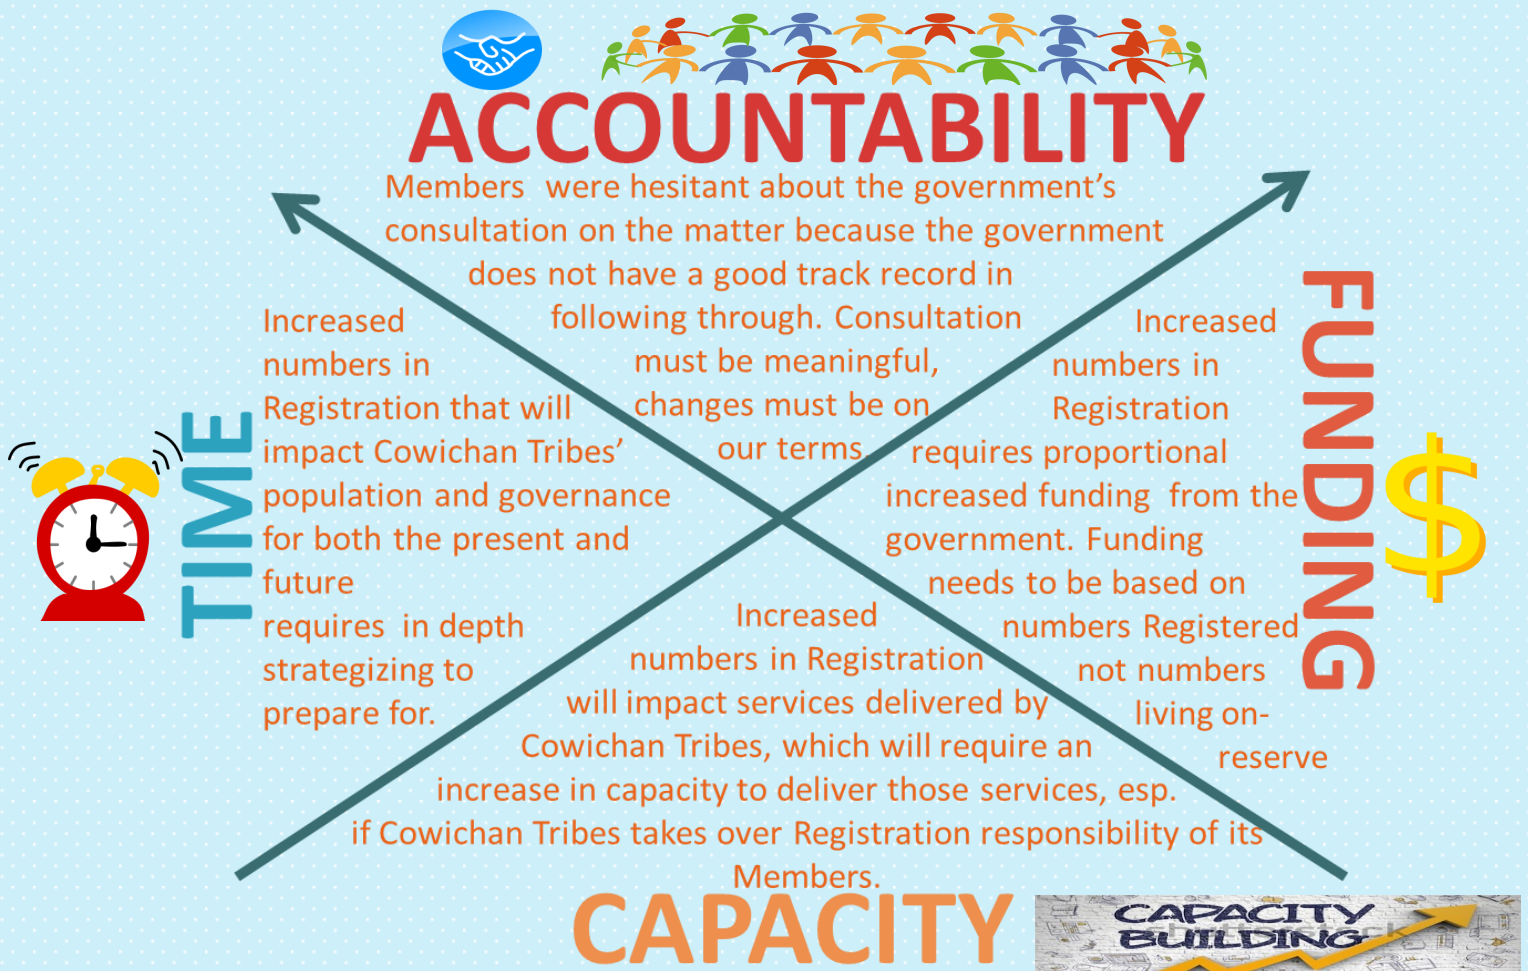 ACCOUNTABILITY
Members were hesitant about the government's
consultation on the matter because the government
does not have a good track record in
following through. Consultation
must be meaningful,
changes must be on
our terms.
TIME
Increased
numbers in
Registration that will
impact Cowichan Tribes'
population and governance
for both the present and
future
requires in depth
strategizing to
prepare for.
FUNDING
Increased
numbers in
Registration
requires proportional
increased funding from the
government. Funding
needs to be based on
numbers Registered
not numbers
living on-
reserve
$
Increased
numbers in Registration
will impact services delivered by
Cowichan Tribes, which will require an
increase in capacity to deliver those services, esp.
if Cowichan Tribes takes over Registration responsibility of its
Members.
CAPACITY
CAPACITY
BUILDING